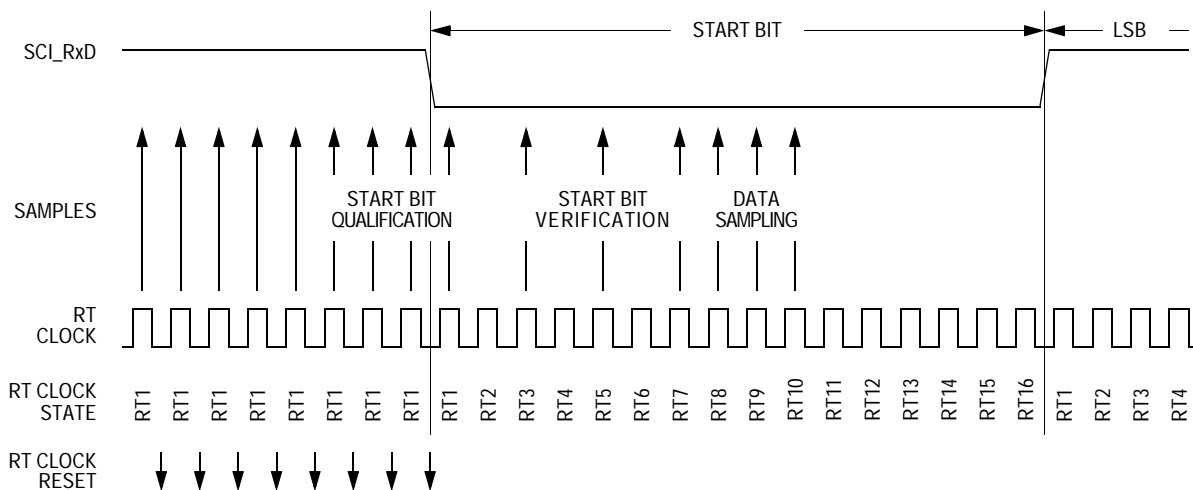 START BIT
LSB
SCI_RxD
SAMPLES
START BIT
QUALIFICATION
START BIT
VERIFICATION
DATA
SAMPLING
RT
CLOCK
RT CLOCK
STATE
RT1 RT1 RT1 RT1 RT1 RT1 RT1 RT1 RT1 RT2 RT3 RT4 RT5 RT6 RT7 RT8 RT9 RT10 RT11 RT12 RT13 RT14 RT15 RT16 RT1 RT2 RT3 RT4
RT CLOCK
RESET